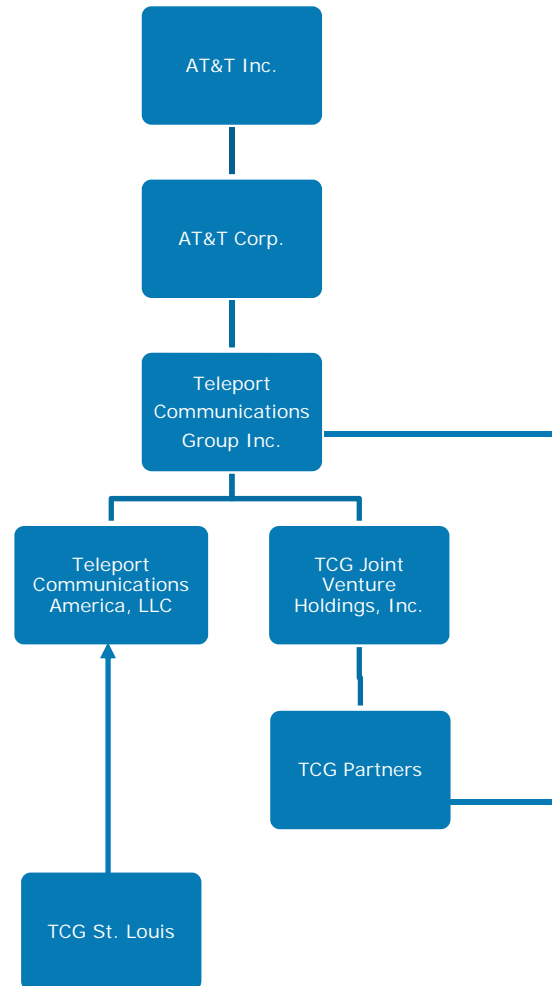 AT&T Inc.
AT&T Corp.
Teleport
Communications
Group Inc.
Teleport
Communications
America, LLC
TCG Joint
Venture
Holdings, Inc.
TCG Partners
TCG St. Louis